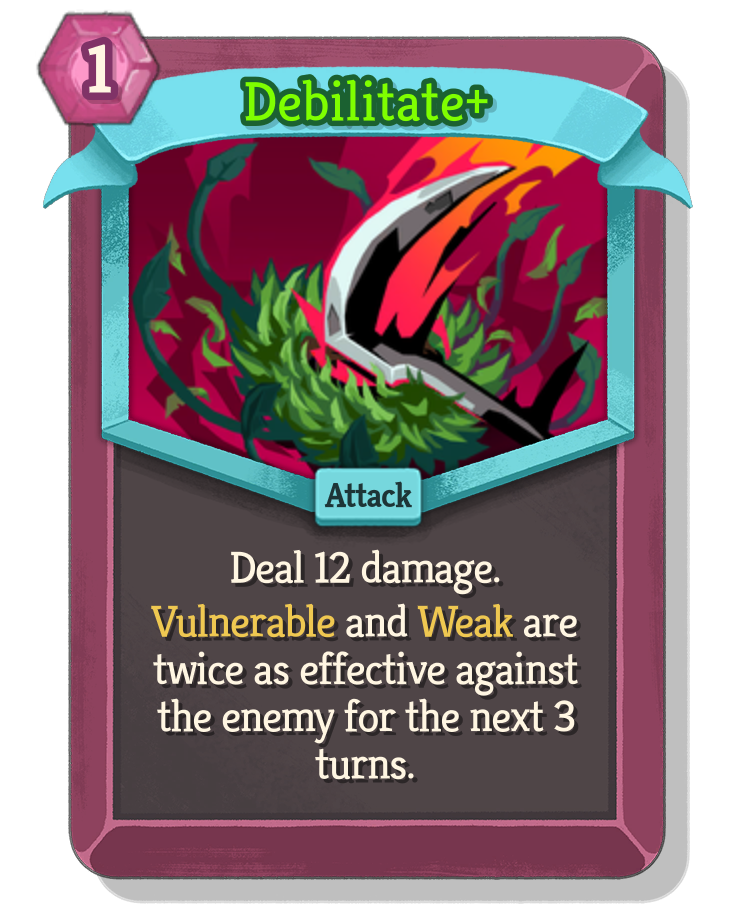 1
Debilitate+
Attack
Deal 12 damage.
Vulnerable and Weak are
twice as effective against
the enemy for the next 3
turns.